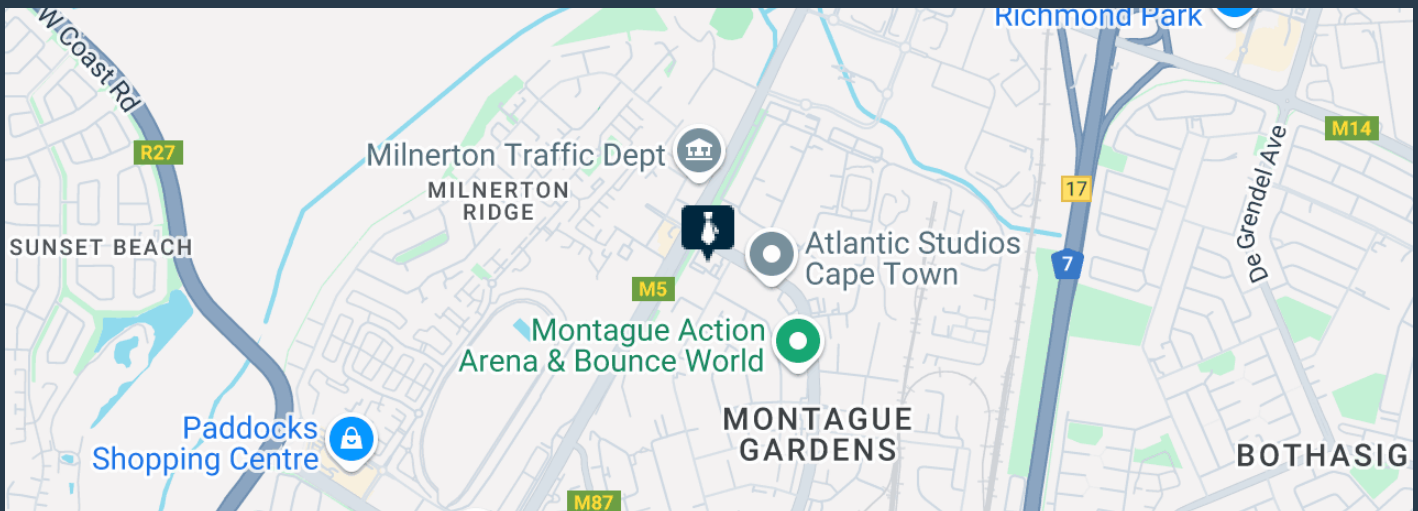 Richmond Park
W Coast Rd
R27
M14
Milnerton Traffic Dept
MILNERTON
RIDGE
17
De Grendel Ave
SUNSET BEACH
Atlantic Studios
Cape Town
7
M5
Montague Action
Arena & Bounce World
MONTAGUE
GARDENS
Paddocks
Shopping Centre
BOTHASIG
M87